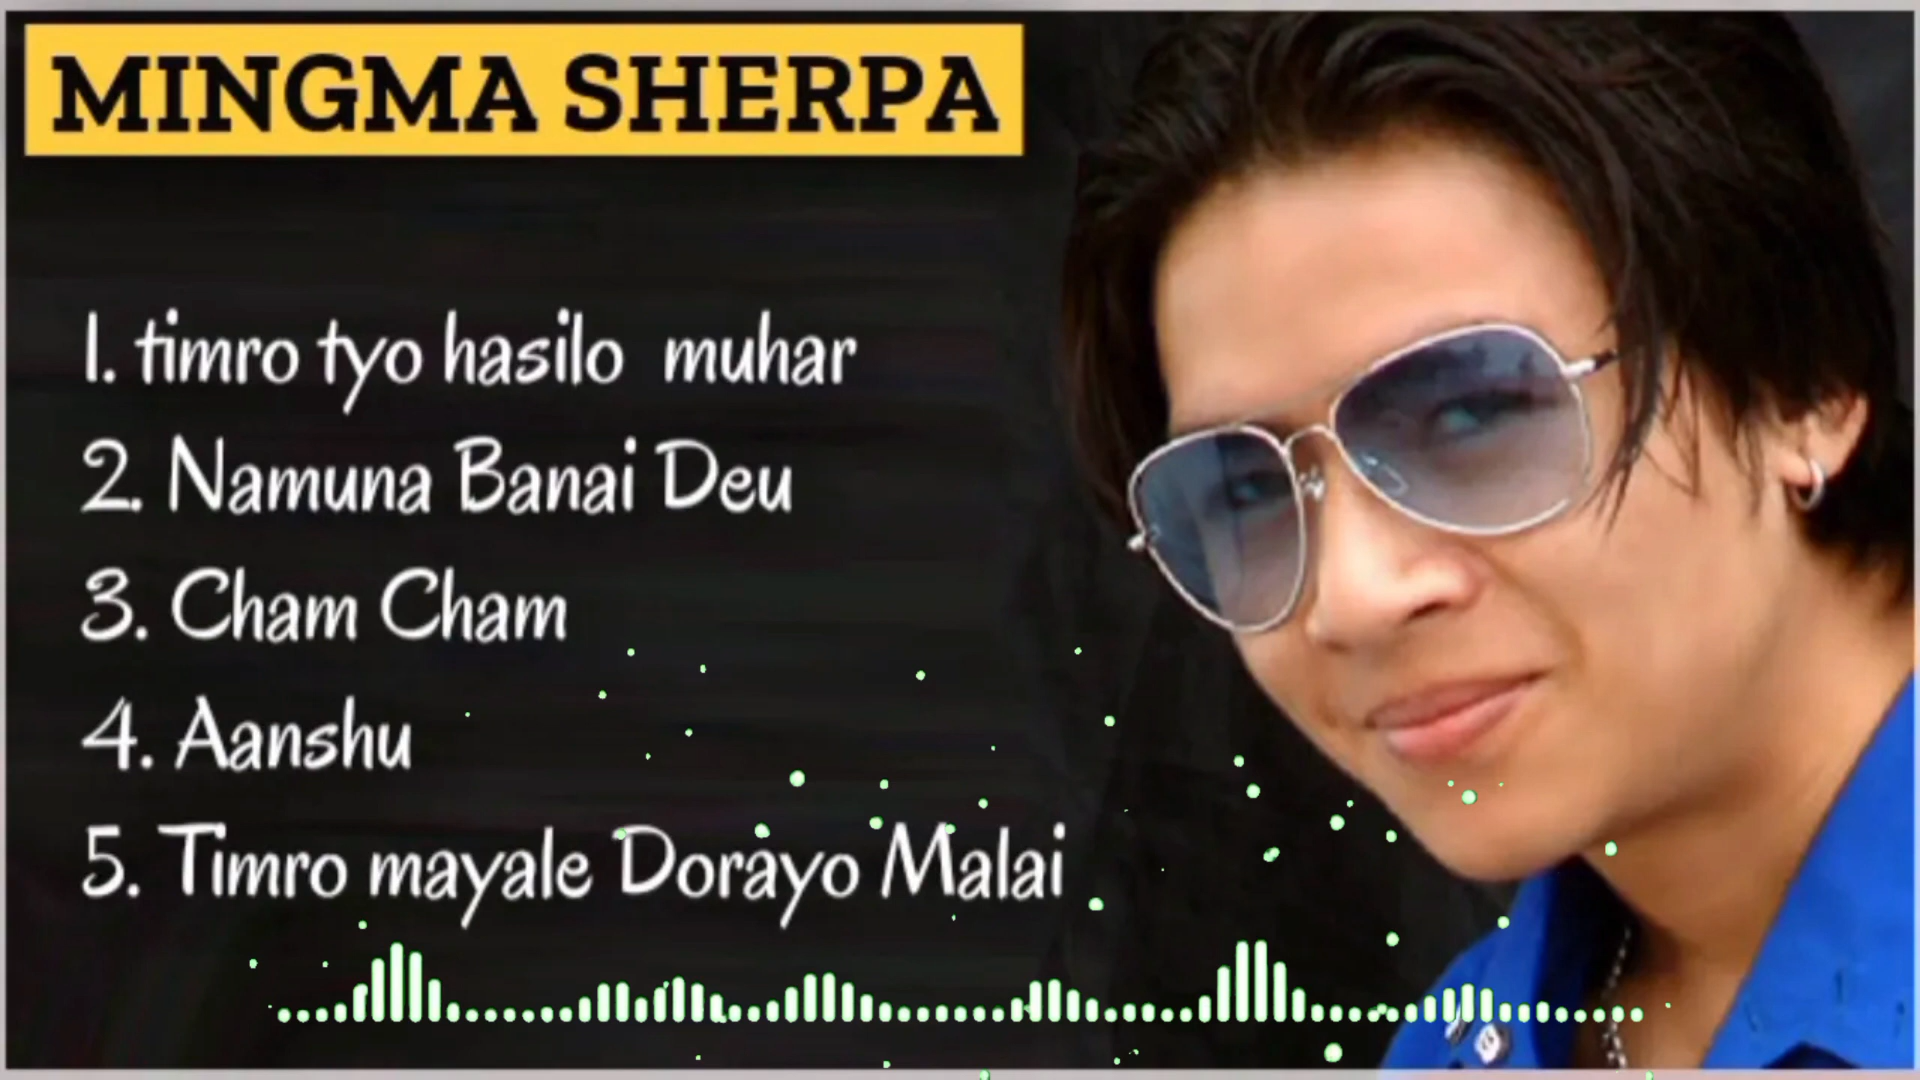 MINGMA SHERPA
1. timro tyo hasilo muhar
2. Namuna Banai Deu
3. Cham Cham
4. Aanshu
5. Timro mayale Dorayo Malai